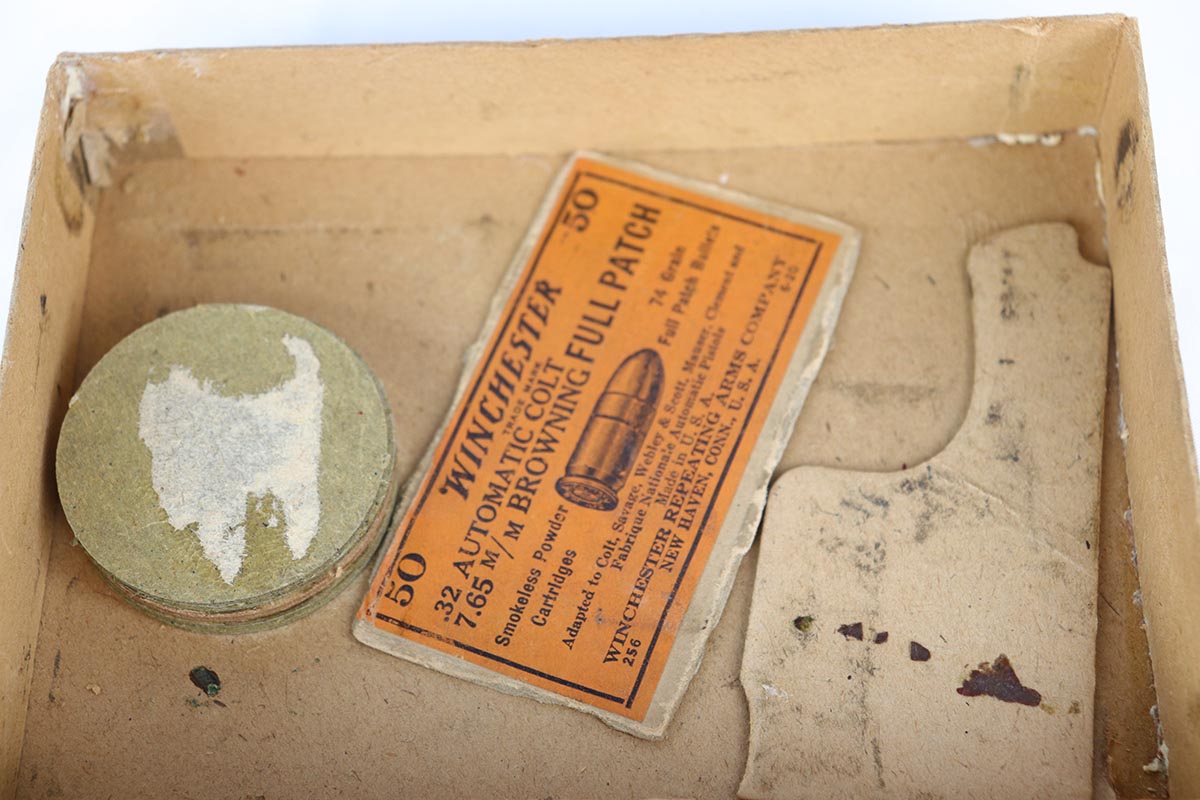 50 50
WINCHESTER
TRADE MARK
.32 AUTOMATIC COLT
7.65 M/M BROWNING
FULL PATCH
Smokeless Powder
Cartridges
74 Grain
Full Patch Bullets
Adapted to Colt, Savage, Webley & Scott, Mauser, Clement and
Fabrique Nationale Automatic Pistols
Made in U. S. A.
WINCHESTER REPEATING ARMS COMPANY
NEW HAVEN, CONN., U. S. A.
256 6-20